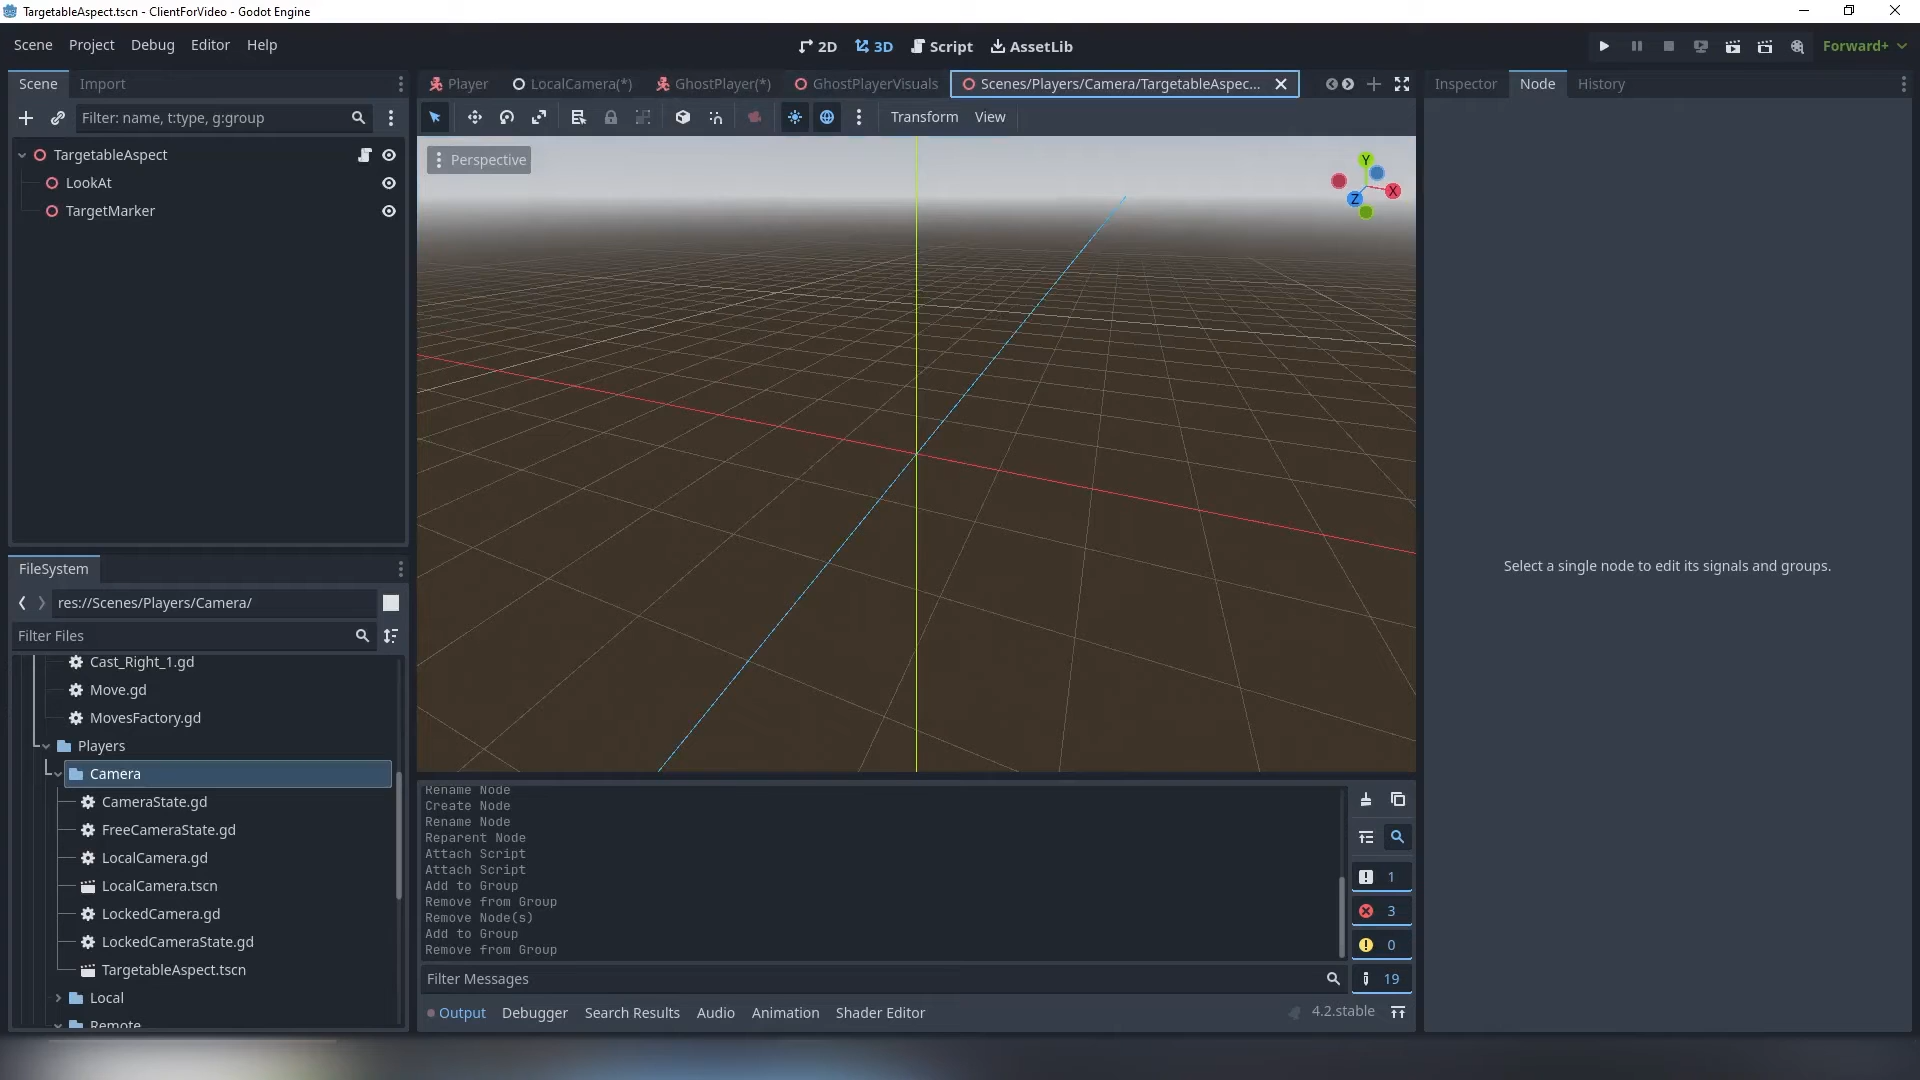 TargetableAspect.tscn - ClientForVideo - Godot Engine
Scene Project Debug Editor Help
2D 3D Script AssetLib
Forward+
Scene Import
Player LocalCamera(*) GhostPlayer(*) GhostPlayerVisuals Scenes/Players/Camera/TargetableAspec...
Inspector Node History
Filter: name, t:type, g:group
Transform View
TargetableAspect
LookAt
TargetMarker
Perspective
Y
X
Z
Select a single node to edit its signals and groups.
FileSystem
res://Scenes/Players/Camera/
Filter Files
Cast_Right_1.gd
Move.gd
MovesFactory.gd
Players
Camera
CameraState.gd
FreeCameraState.gd
LocalCamera.gd
LocalCamera.tscn
LockedCamera.gd
LockedCameraState.gd
TargetableAspect.tscn
Local
Remote
Rename Node
Create Node
Rename Node
Reparent Node
Attach Script
Attach Script
Add to Group
Remove from Group
Remove Node(s)
Add to Group
Remove from Group
1
3
0
19
Filter Messages
Output Debugger Search Results Audio Animation Shader Editor
4.2.stable